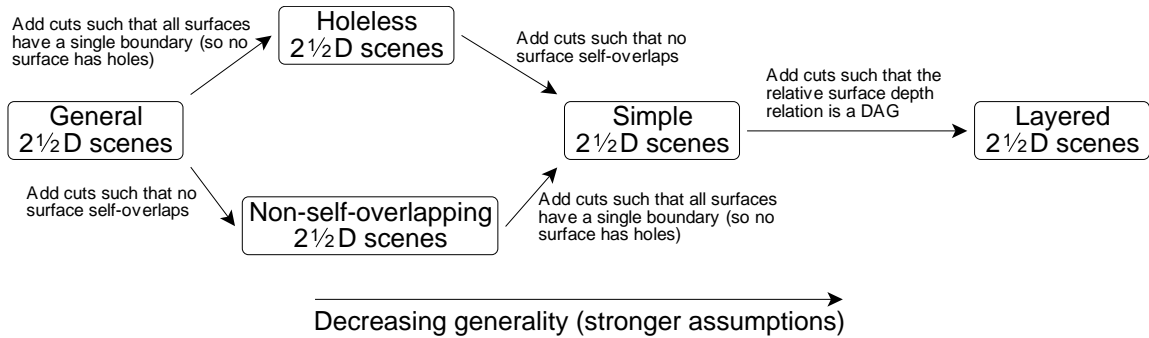 Add cuts such that all surfaces
have a single boundary (so no
surface has holes)
Holeless
2½D scenes
Add cuts such that no
surface self-overlaps
General
2½D scenes
Simple
2½D scenes
Add cuts such that the
relative surface depth
relation is a DAG
Layered
2½D scenes
Add cuts such that no
surface self-overlaps
Non-self-overlapping
2½D scenes
Add cuts such that all surfaces
have a single boundary (so no
surface has holes)
Decreasing generality (stronger assumptions)